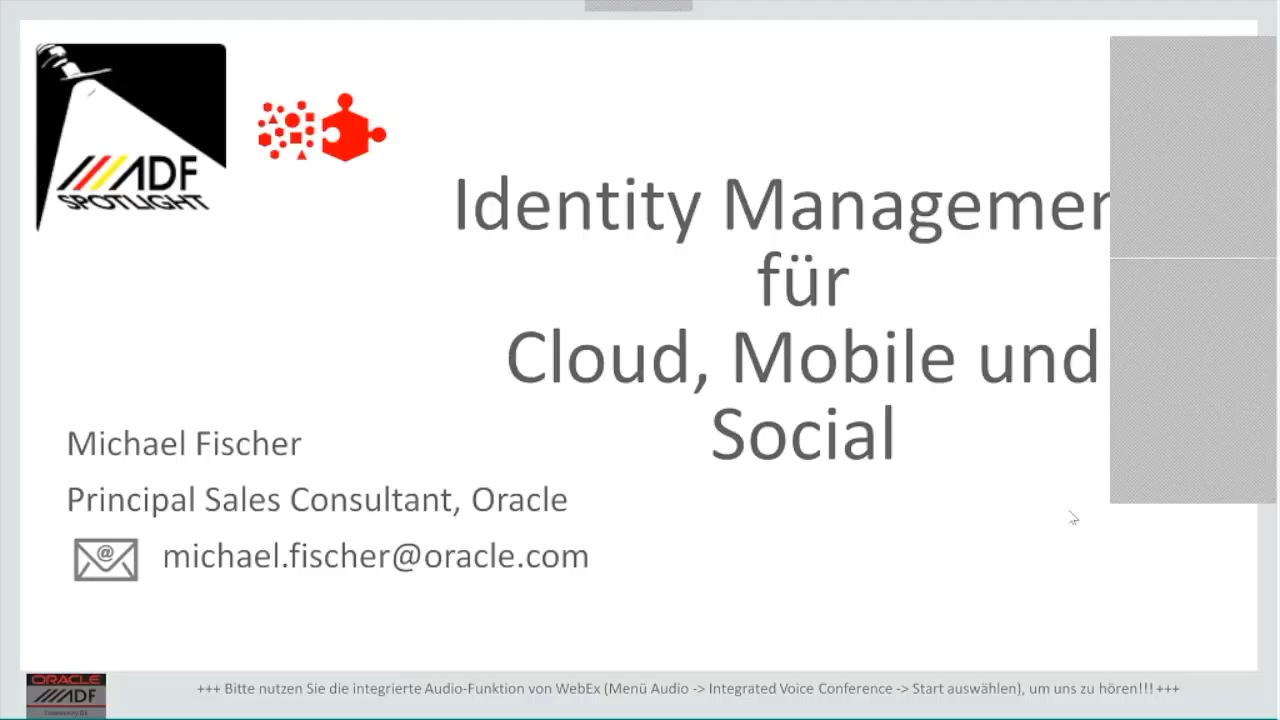 ADF
SPOTLIGHT
Identity Managemen
für
Cloud, Mobile und
Social
Michael Fischer
Principal Sales Consultant, Oracle
@ michael.fischer@oracle.com
ORACLE
ADF
+++ Bitte nutzen Sie die integrierte Audio-Funktion von WebEx (Menü Audio -> Integrated Voice Conference -> Start auswählen), um uns zu hören!!! +++